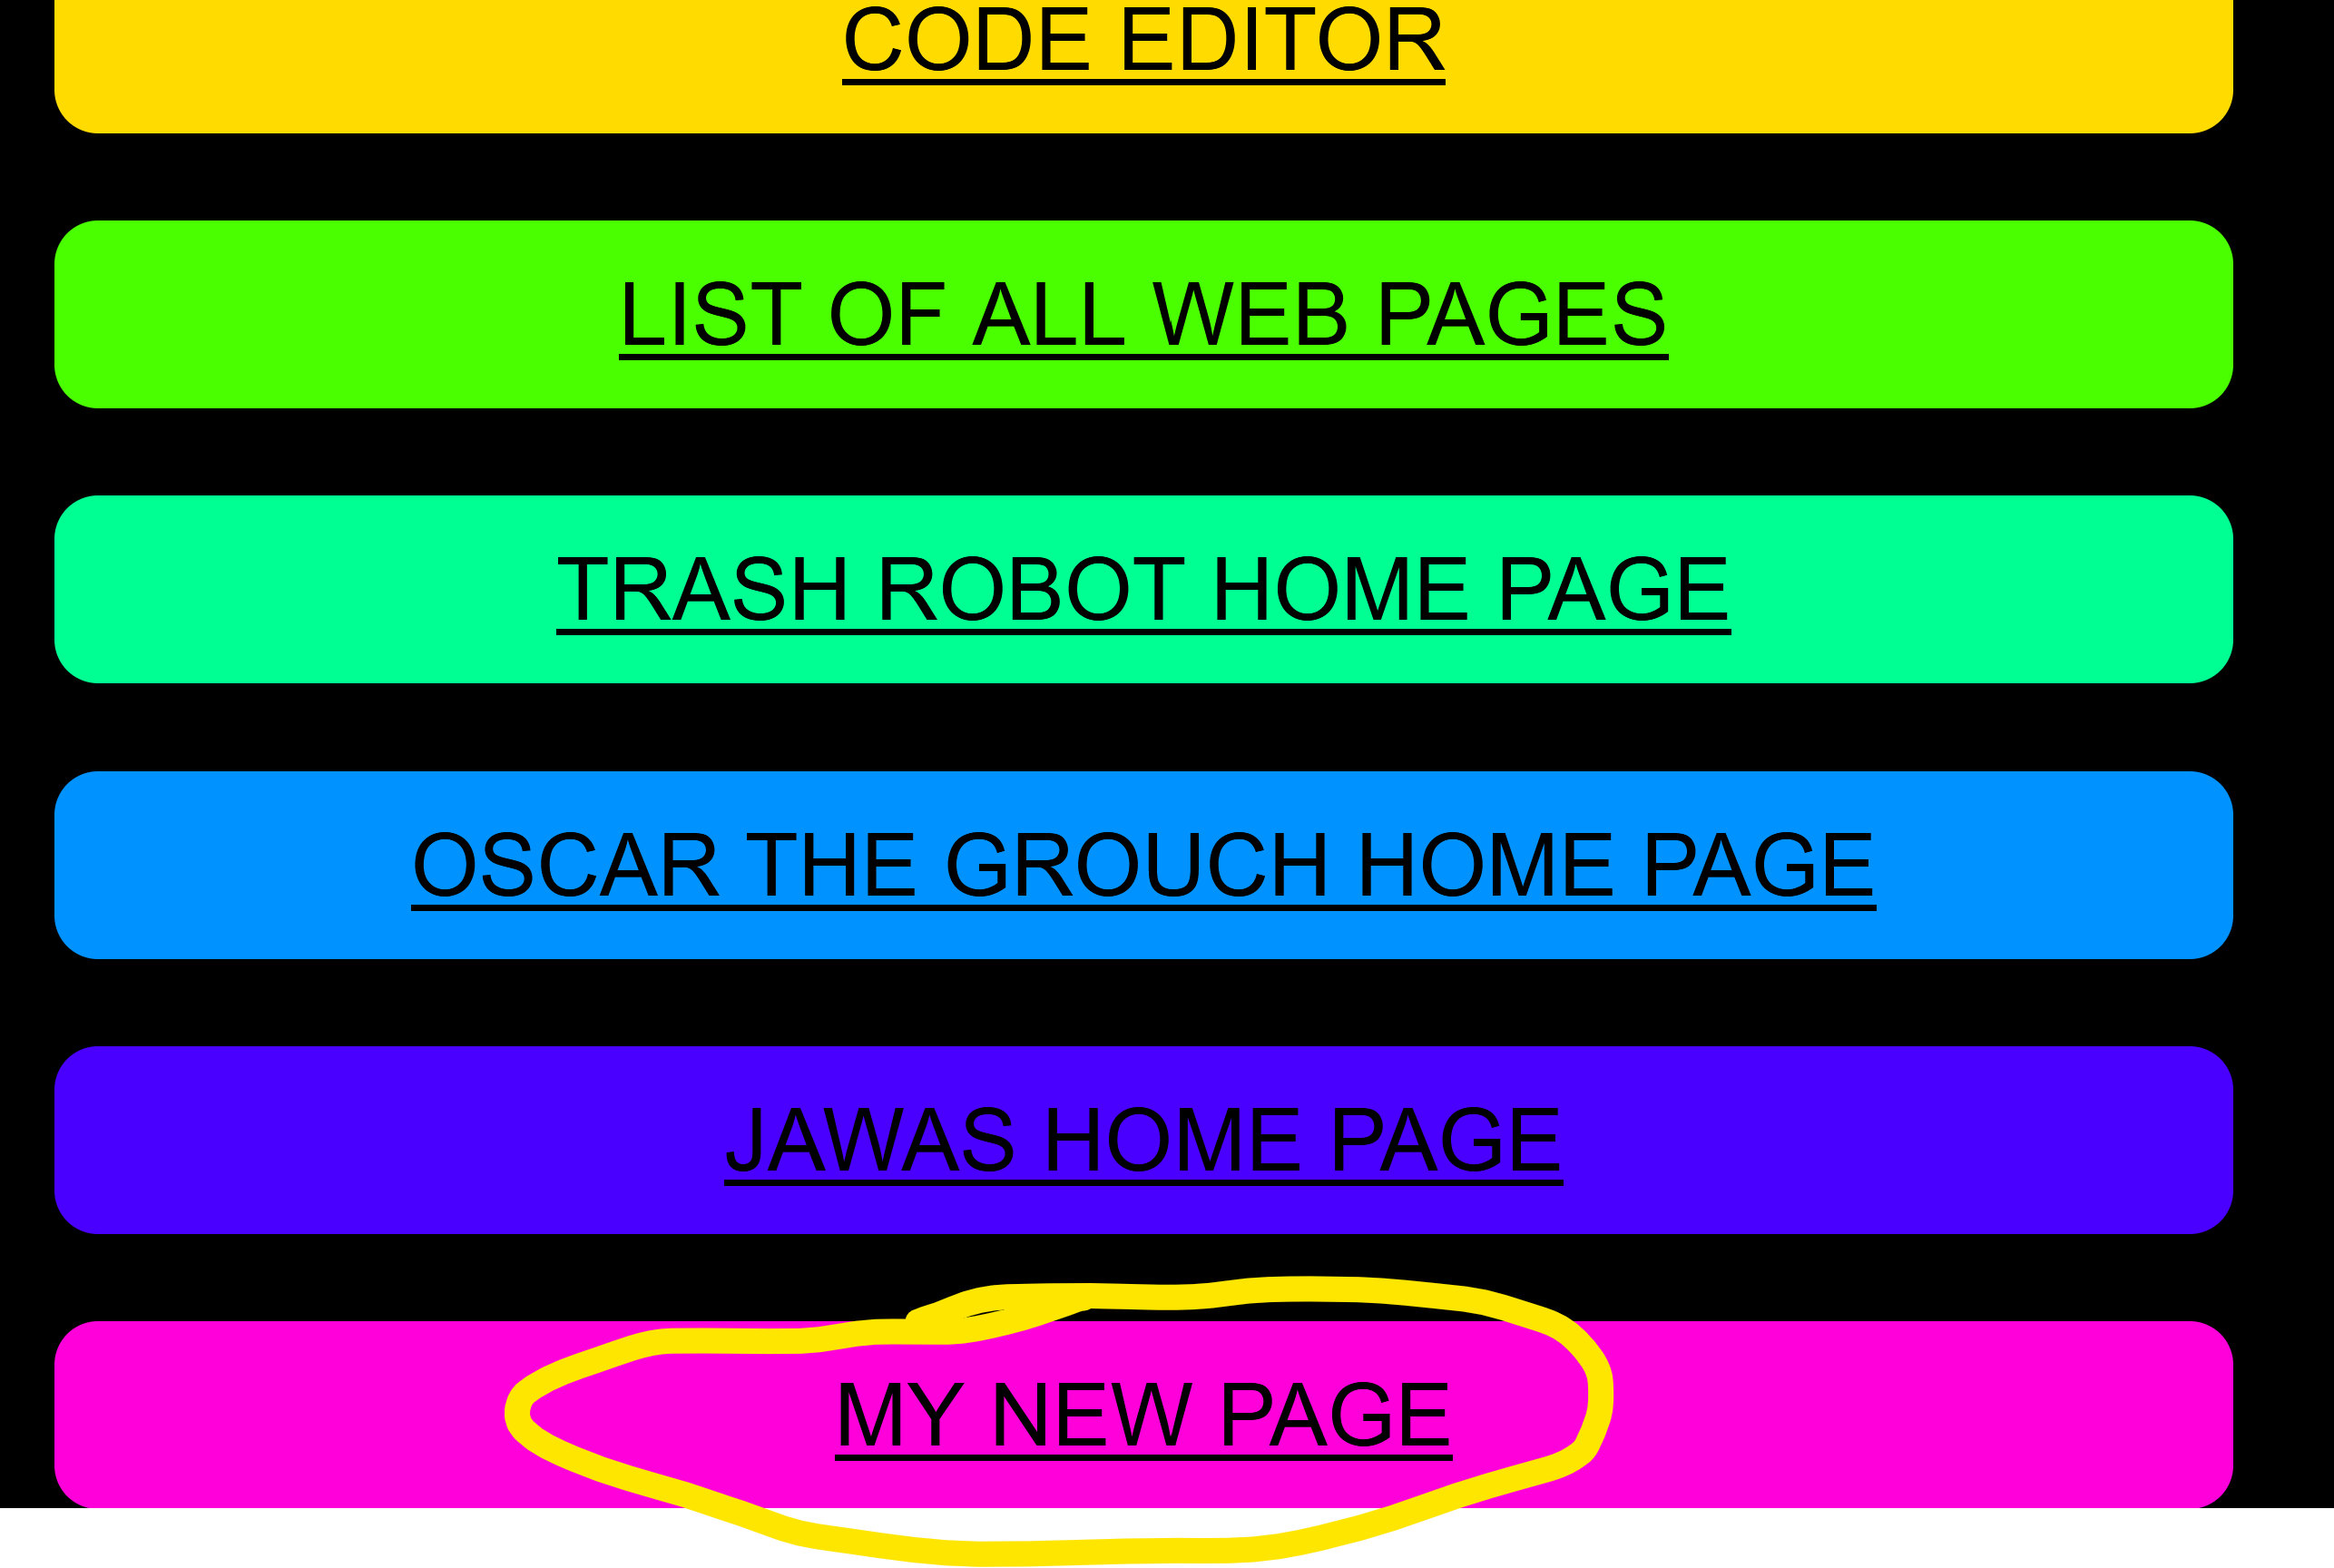 CODE EDITOR
LIST OF ALL WEB PAGES
TRASH ROBOT HOME PAGE
OSCAR THE GROUCH HOME PAGE
JAWAS HOME PAGE
MY NEW PAGE